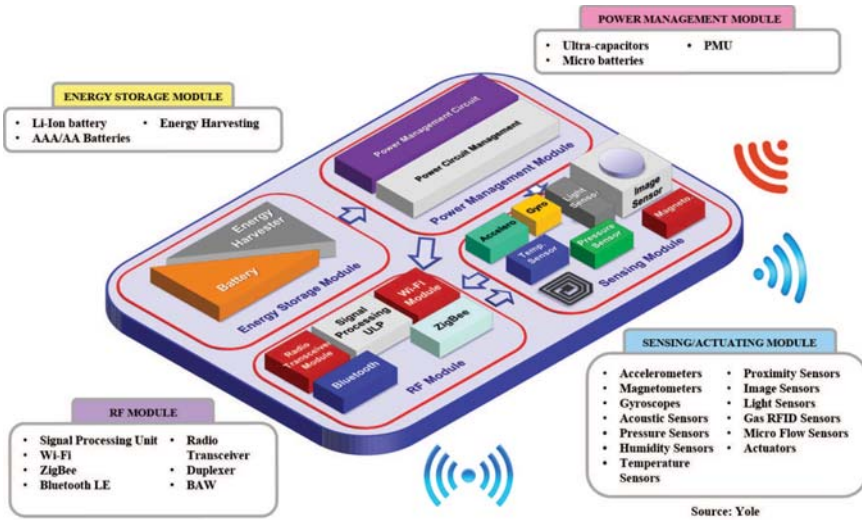 POWER MANAGEMENT MODULE
• Ultra-capacitors
• Micro batteries
• PMU
ENERGY STORAGE MODULE
• Li-Ion battery
• AAA/AA Batteries
• Energy Harvesting
Power Management Circuit
Power Circuit Management
Power Management Module
Energy
Harvester
Battery
Energy Storage Module
Light
Sensor
Image
Sensor
Gyro
Magneto.
Accelero
Pressure
Sensor
Temp.
Sensor
Sensing Module
Wi-Fi
Module
Signal
Processing
ULP
ZigBee
Radio
Transceiver
Module
Bluetooth
RF Module
SENSING/ACTUATING MODULE
• Accelerometers
• Magnetometers
• Gyroscopes
• Acoustic Sensors
• Pressure Sensors
• Humidity Sensors
• Temperature
Sensors
• Proximity Sensors
• Image Sensors
• Light Sensors
• Gas RFID Sensors
• Micro Flow Sensors
• Actuators
RF MODULE
• Signal Processing Unit
• Wi-Fi
• ZigBee
• Bluetooth LE
• Radio
Transceiver
• Duplexer
• BAW
Source: Yole